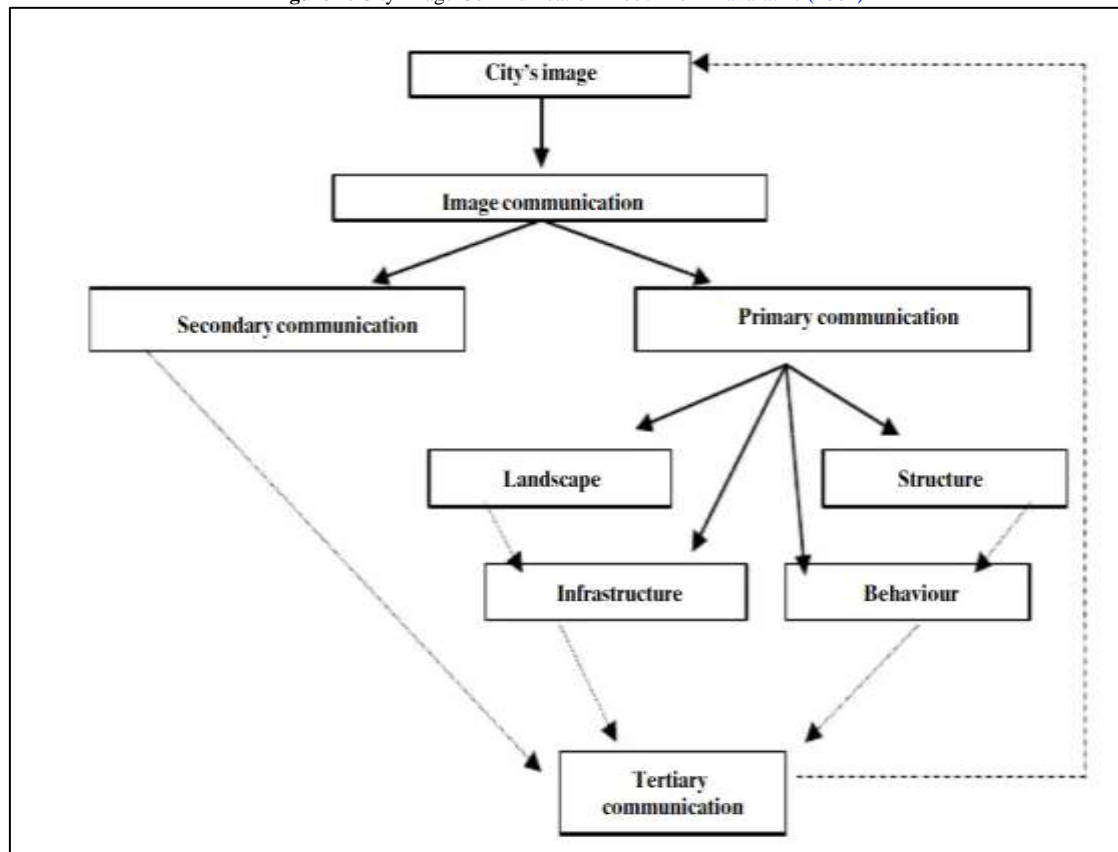 City's image
Image communication
Secondary communication
Primary communication
Landscape
Structure
Infrastructure
Behaviour
Tertiary
communication